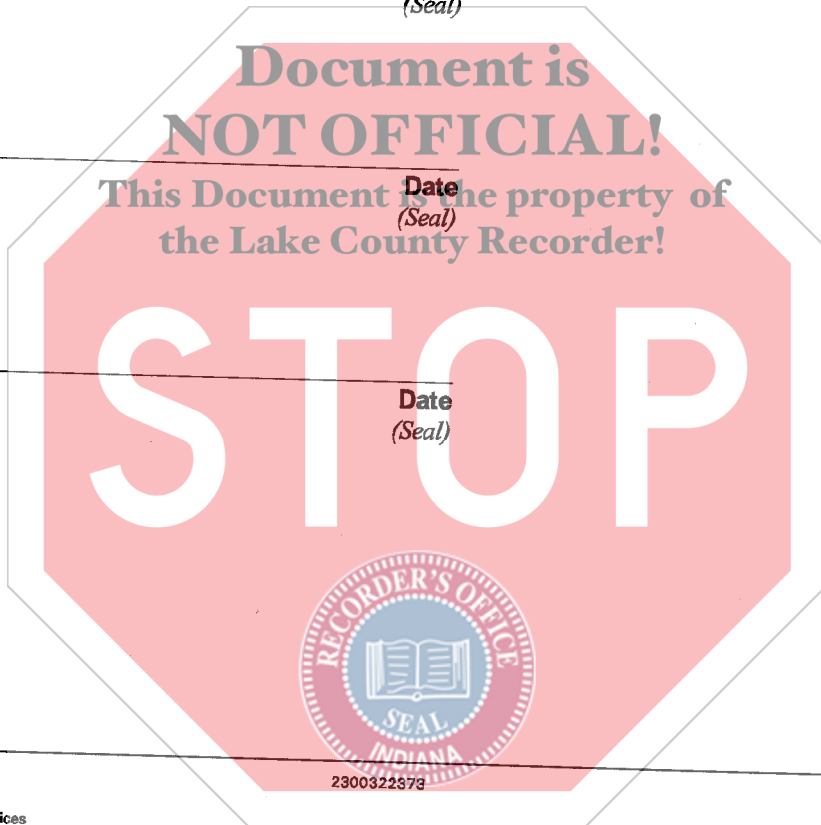 (Seal)
Document is
NOT OFFICIAL!
Date
This Document is the property of
(Seal)
the Lake County Recorder!
STOP
Date
(Seal)
RECORDER'S OFFICE
SEAL
INDIANA
2300322373
ices